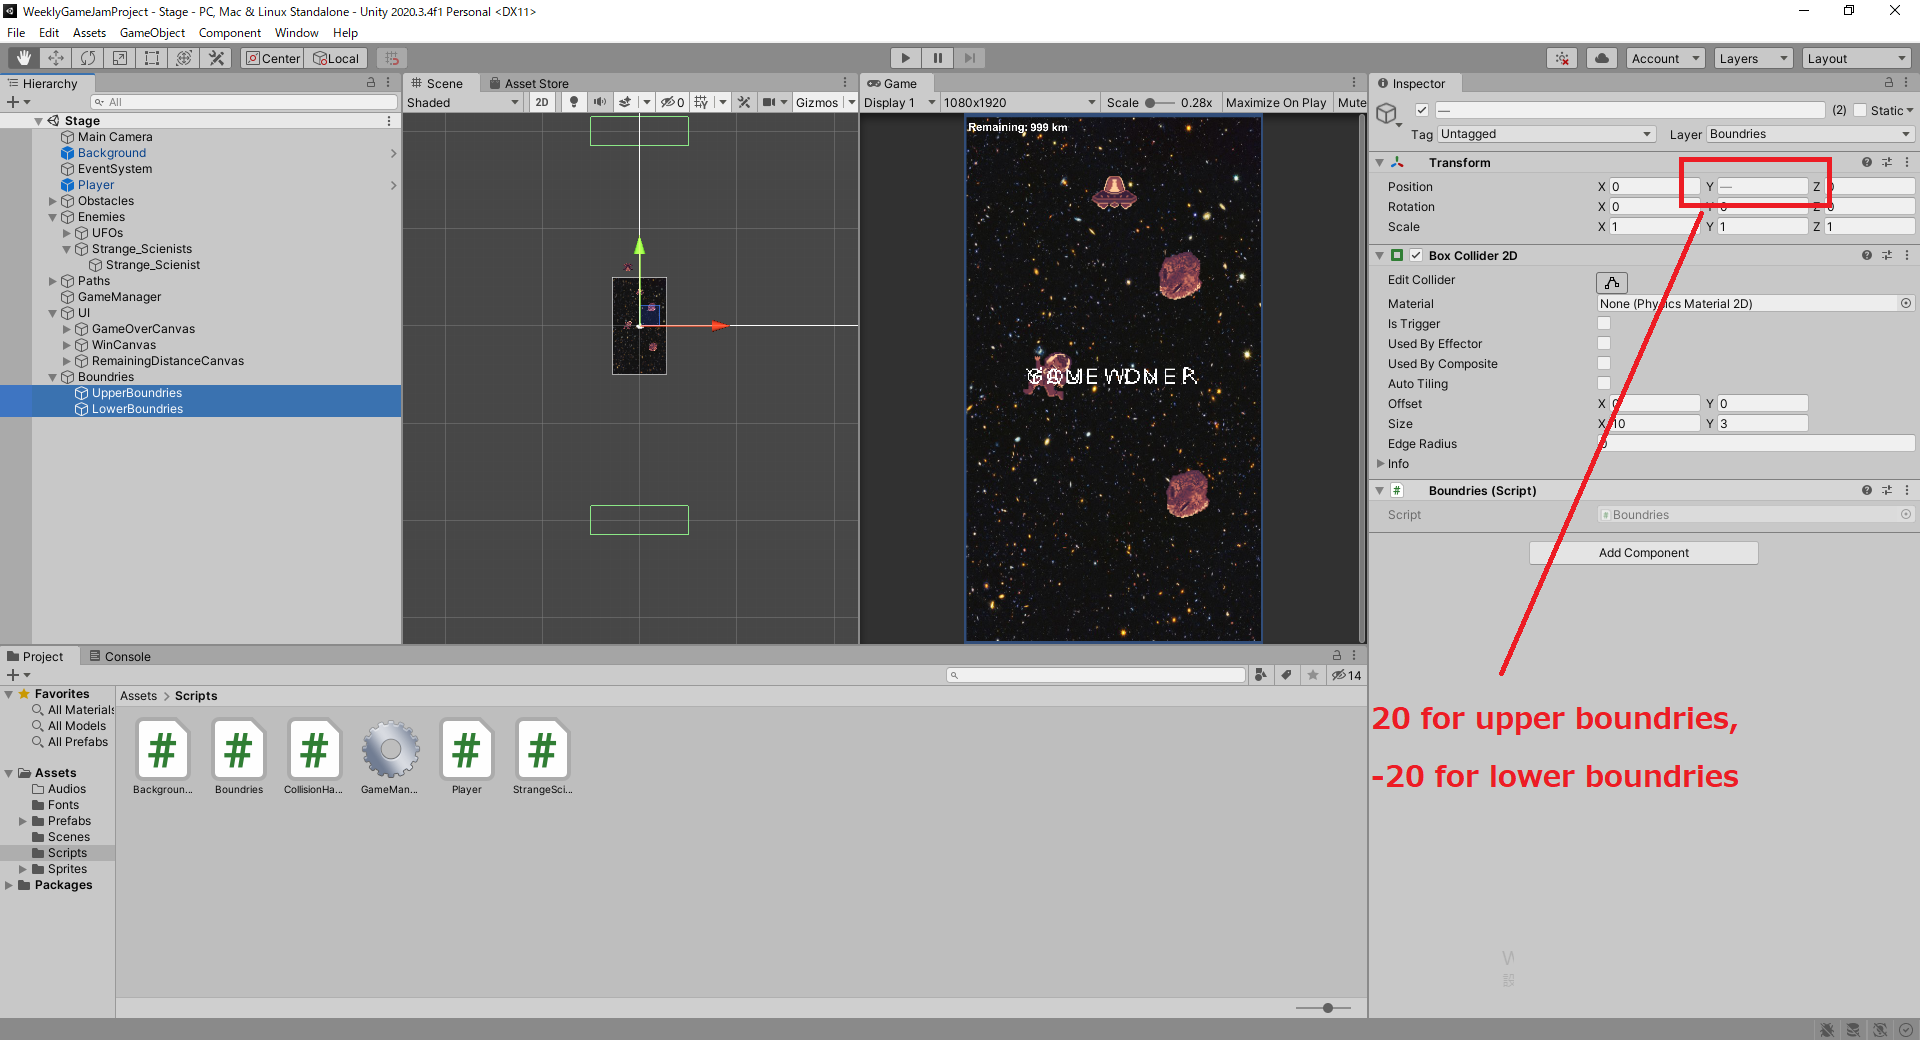 WeeklyGameJamProject - Stage - PC, Mac & Linux Standalone - Unity 2020.3.4f1 Personal <DX11>
File Edit Assets GameObject Component Window Help
Center Local Account Layers Layout
Hierarchy
All
Stage
Main Camera
Background
EventSystem
Player
Obstacles
Enemies
UFOs
Strange_Scienists
Strange_Scienist
Paths
GameManager
UI
GameOverCanvas
WinCanvas
RemainingDistanceCanvas
Boundries
UpperBoundries
LowerBoundries
Scene Asset Store
Shaded 2D 0 Gizmos
Game
Display 1 1080x1920 Scale 0.28x Maximize On Play Mute
Remaining: 999 km
Inspector
— (2) Static
Tag Untagged Layer Boundries
Transform
Position X 0 Y — Z 0
Rotation X 0 Y 0 Z 0
Scale X 1 Y 1 Z 1
Box Collider 2D
Edit Collider
Material None (Physics Material 2D)
Is Trigger
Used By Effector
Used By Composite
Auto Tiling
Offset X 0 Y 0
Size X 10 Y 3
Edge Radius 0
Info
# Boundries (Script)
Script # Boundries
Add Component
20 for upper boundries,
-20 for lower boundries
Project Console
14
Favorites
All Materials
All Models
All Prefabs
Assets
Audios
Fonts
Prefabs
Scenes
Scripts
Sprites
Packages
Assets > Scripts
# # # # #
Backgroun... Boundries CollisionHa... GameMan... Player StrangeSci...